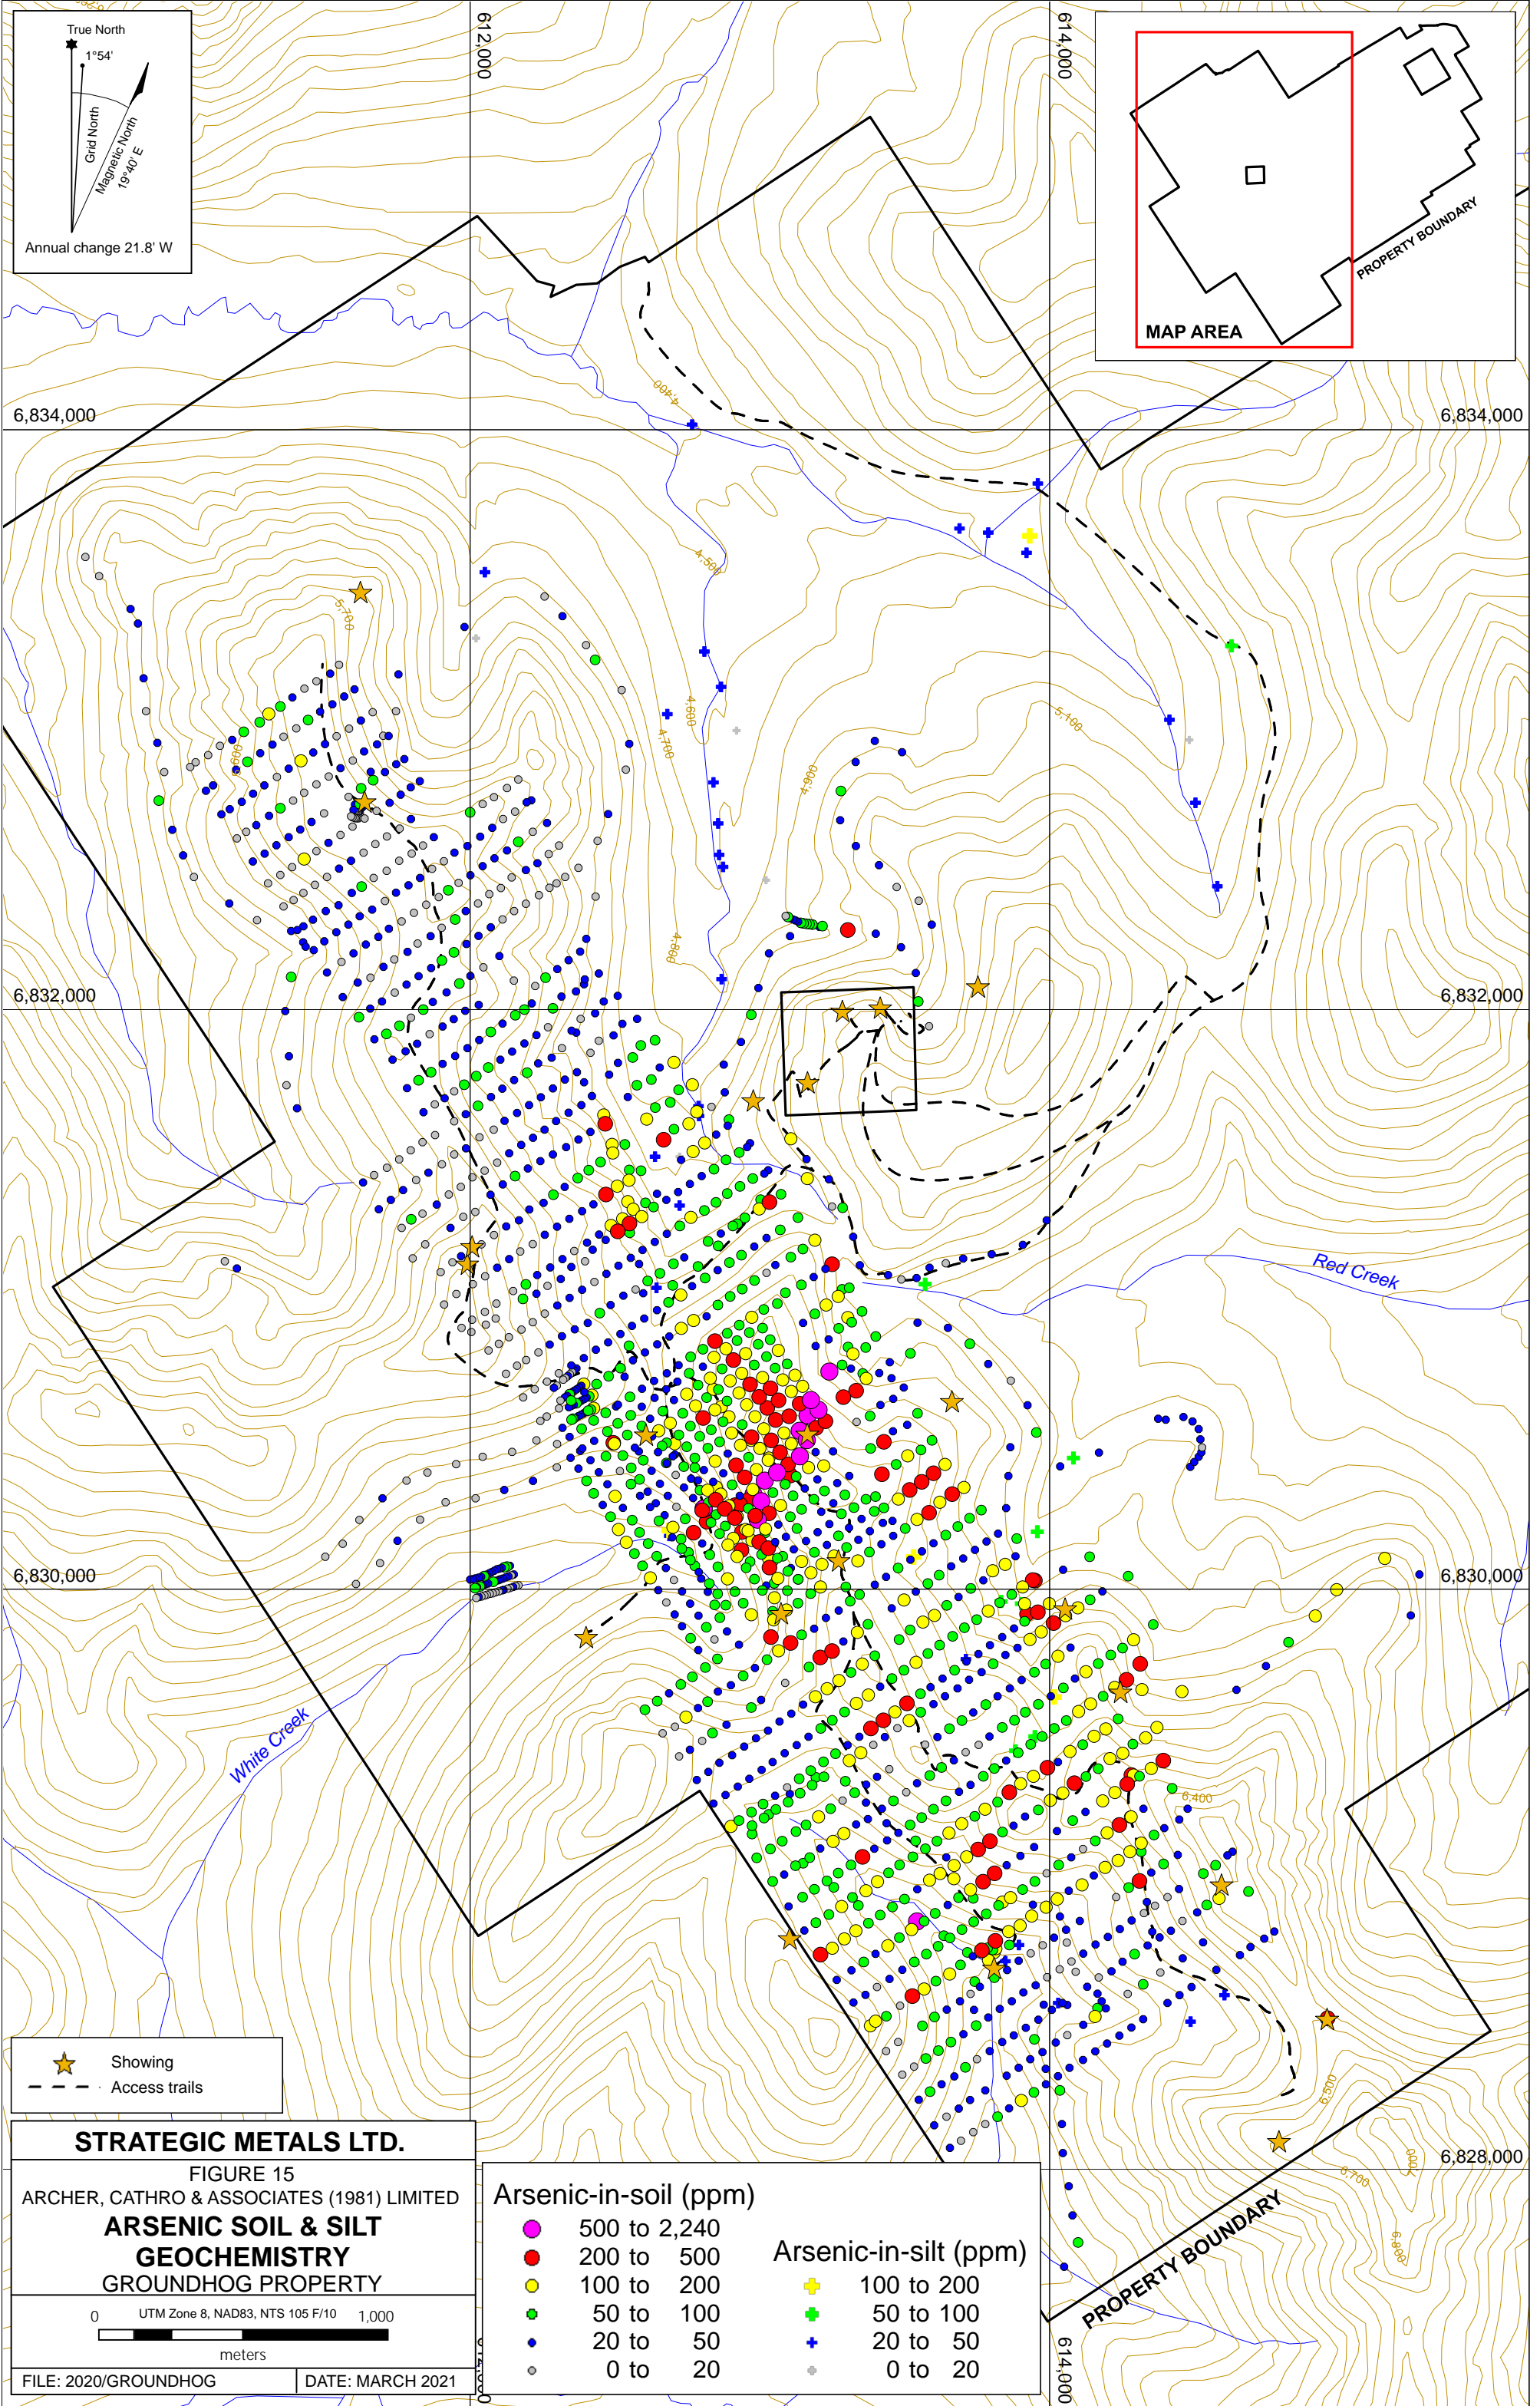 True North
1°54'
Grid North
Magnetic North
19°40' E
Annual change 21.8' W
612,000
614,000
MAP AREA
PROPERTY BOUNDARY
6,834,000
6,834,000
4,400
4,500
5,700
4,600
4,700
5,100
4,900
5,600
4,800
6,832,000
6,832,000
Red Creek
6,830,000
6,830,000
White Creek
6,400
6,500
6,828,000
7,000
6,700
6,800
PROPERTY BOUNDARY
Showing
Access trails
STRATEGIC METALS LTD.
FIGURE 15
ARCHER, CATHRO & ASSOCIATES (1981) LIMITED
ARSENIC SOIL & SILT
GEOCHEMISTRY
GROUNDHOG PROPERTY
0 UTM Zone 8, NAD83, NTS 105 F/10 1,000
meters
FILE: 2020/GROUNDHOG DATE: MARCH 2021
Arsenic-in-soil (ppm)
500 to 2,240
200 to 500
100 to 200
50 to 100
20 to 50
0 to 20
Arsenic-in-silt (ppm)
100 to 200
50 to 100
20 to 50
0 to 20
614,000